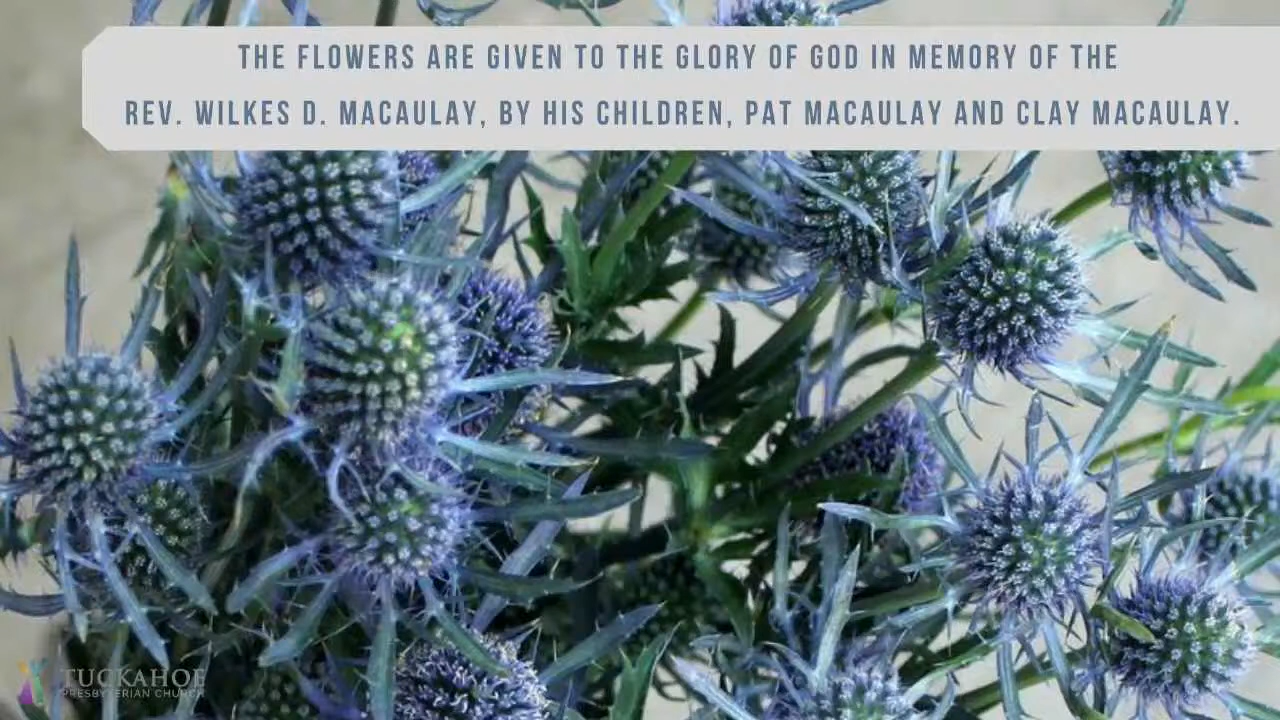 THE FLOWERS ARE GIVEN TO THE GLORY OF GOD IN MEMORY OF THE
REV. WILKES D. MACAULAY, BY HIS CHILDREN, PAT MACAULAY AND CLAY MACAULAY.
TUCKAHOE
PRESBYTERIAN CHURCH